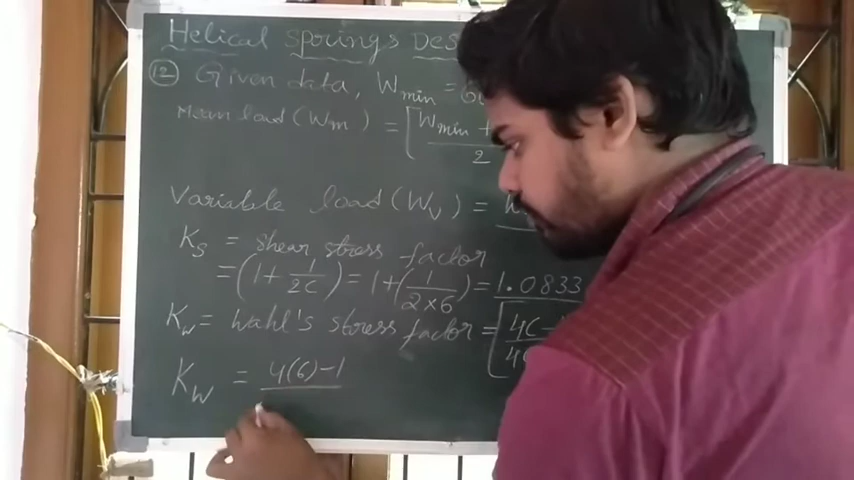 Helical Springs Des
(12) Given data, Wmin = 60
Mean load (Wm) = [Wmin +
2
Variable load (Wv) =
Ks = shear stress factor
= (1 + 1/2C) = 1 + (1/2×6) = 1.0833
Kw = Wahl's stress factor = [4C-
4C
Kw = 4(6)-1